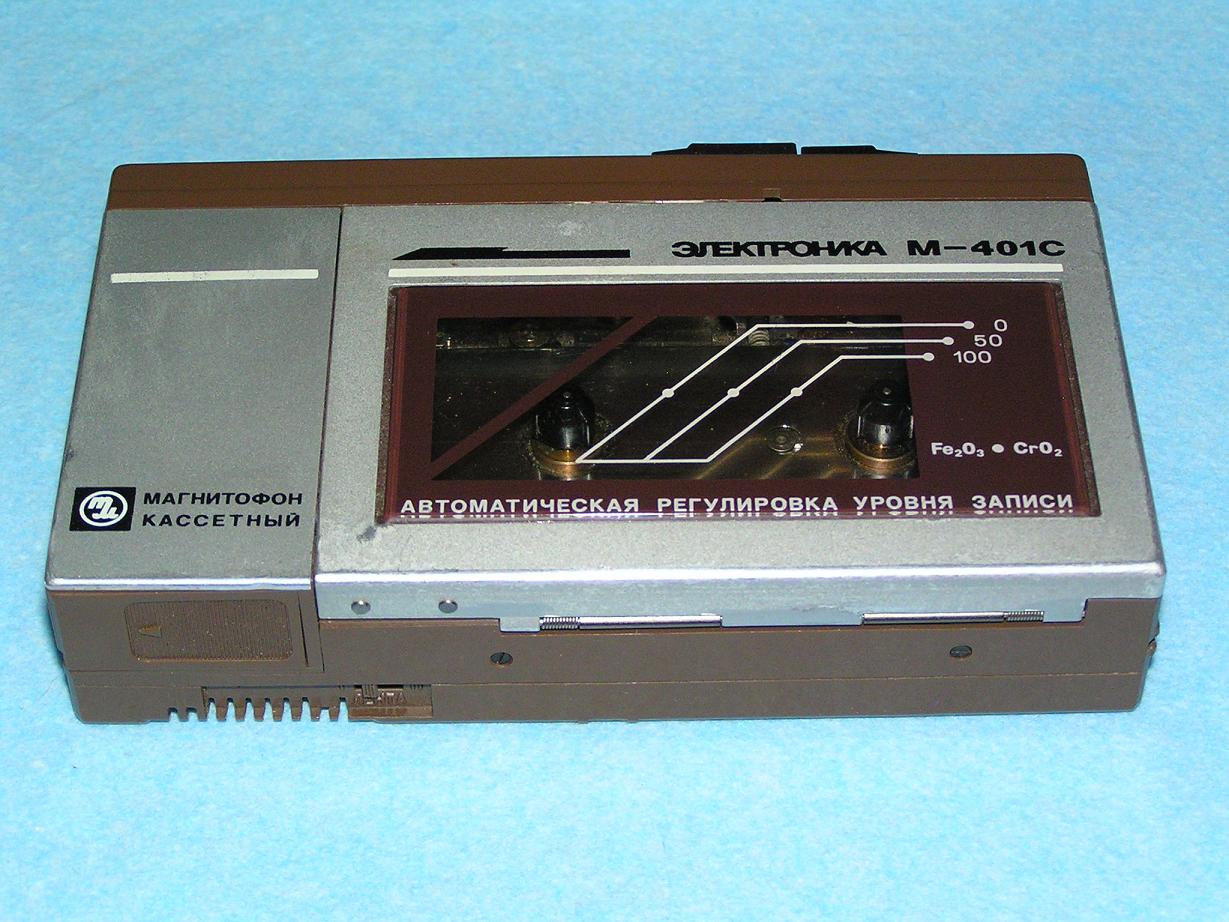 ЭЛЕКТРОНИКА М-401С
0
50
100
Fe₂O₃ • CrO₂
АВТОМАТИЧЕСКАЯ РЕГУЛИРОВКА УРОВНЯ ЗАПИСИ
МАГНИТОФОН
КАССЕТНЫЙ